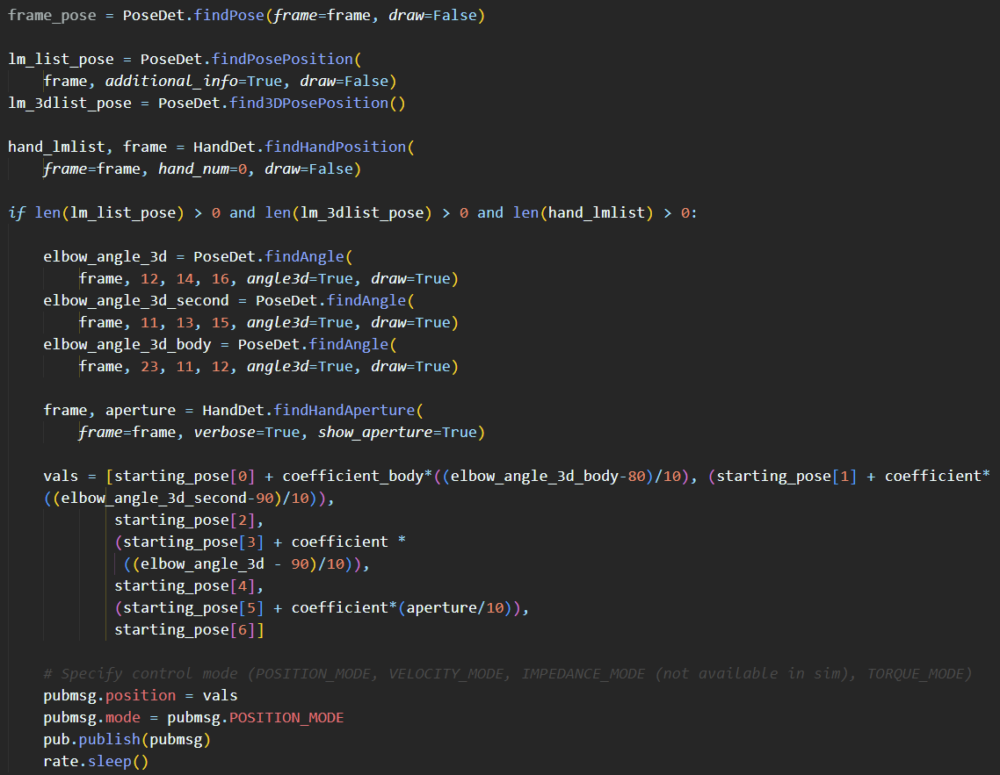 frame_pose = PoseDet.findPose(frame=frame, draw=False)
lm_list_pose = PoseDet.findPosePosition(
frame, additional_info=True, draw=False)
lm_3dlist_pose = PoseDet.find3DPosePosition()
hand_lmlist, frame = HandDet.findHandPosition(
frame=frame, hand_num=0, draw=False)
if len(lm_list_pose) > 0 and len(lm_3dlist_pose) > 0 and len(hand_lmlist) > 0:
elbow_angle_3d = PoseDet.findAngle(
frame, 12, 14, 16, angle3d=True, draw=True)
elbow_angle_3d_second = PoseDet.findAngle(
frame, 11, 13, 15, angle3d=True, draw=True)
elbow_angle_3d_body = PoseDet.findAngle(
frame, 23, 11, 12, angle3d=True, draw=True)
frame, aperture = HandDet.findHandAperture(
frame=frame, verbose=True, show_aperture=True)
vals = [starting_pose[0] + coefficient_body*((elbow_angle_3d_body-80)/10), (starting_pose[1] + coefficient*
((elbow_angle_3d_second-90)/10)),
starting_pose[2],
(starting_pose[3] + coefficient *
((elbow_angle_3d - 90)/10)),
starting_pose[4],
(starting_pose[5] + coefficient*(aperture/10)),
starting_pose[6]]
# Specify control mode (POSITION_MODE, VELOCITY_MODE, IMPEDANCE_MODE (not available in sim), TORQUE_MODE)
pubmsg.position = vals
pubmsg.mode = pubmsg.POSITION_MODE
pub.publish(pubmsg)
rate.sleep()